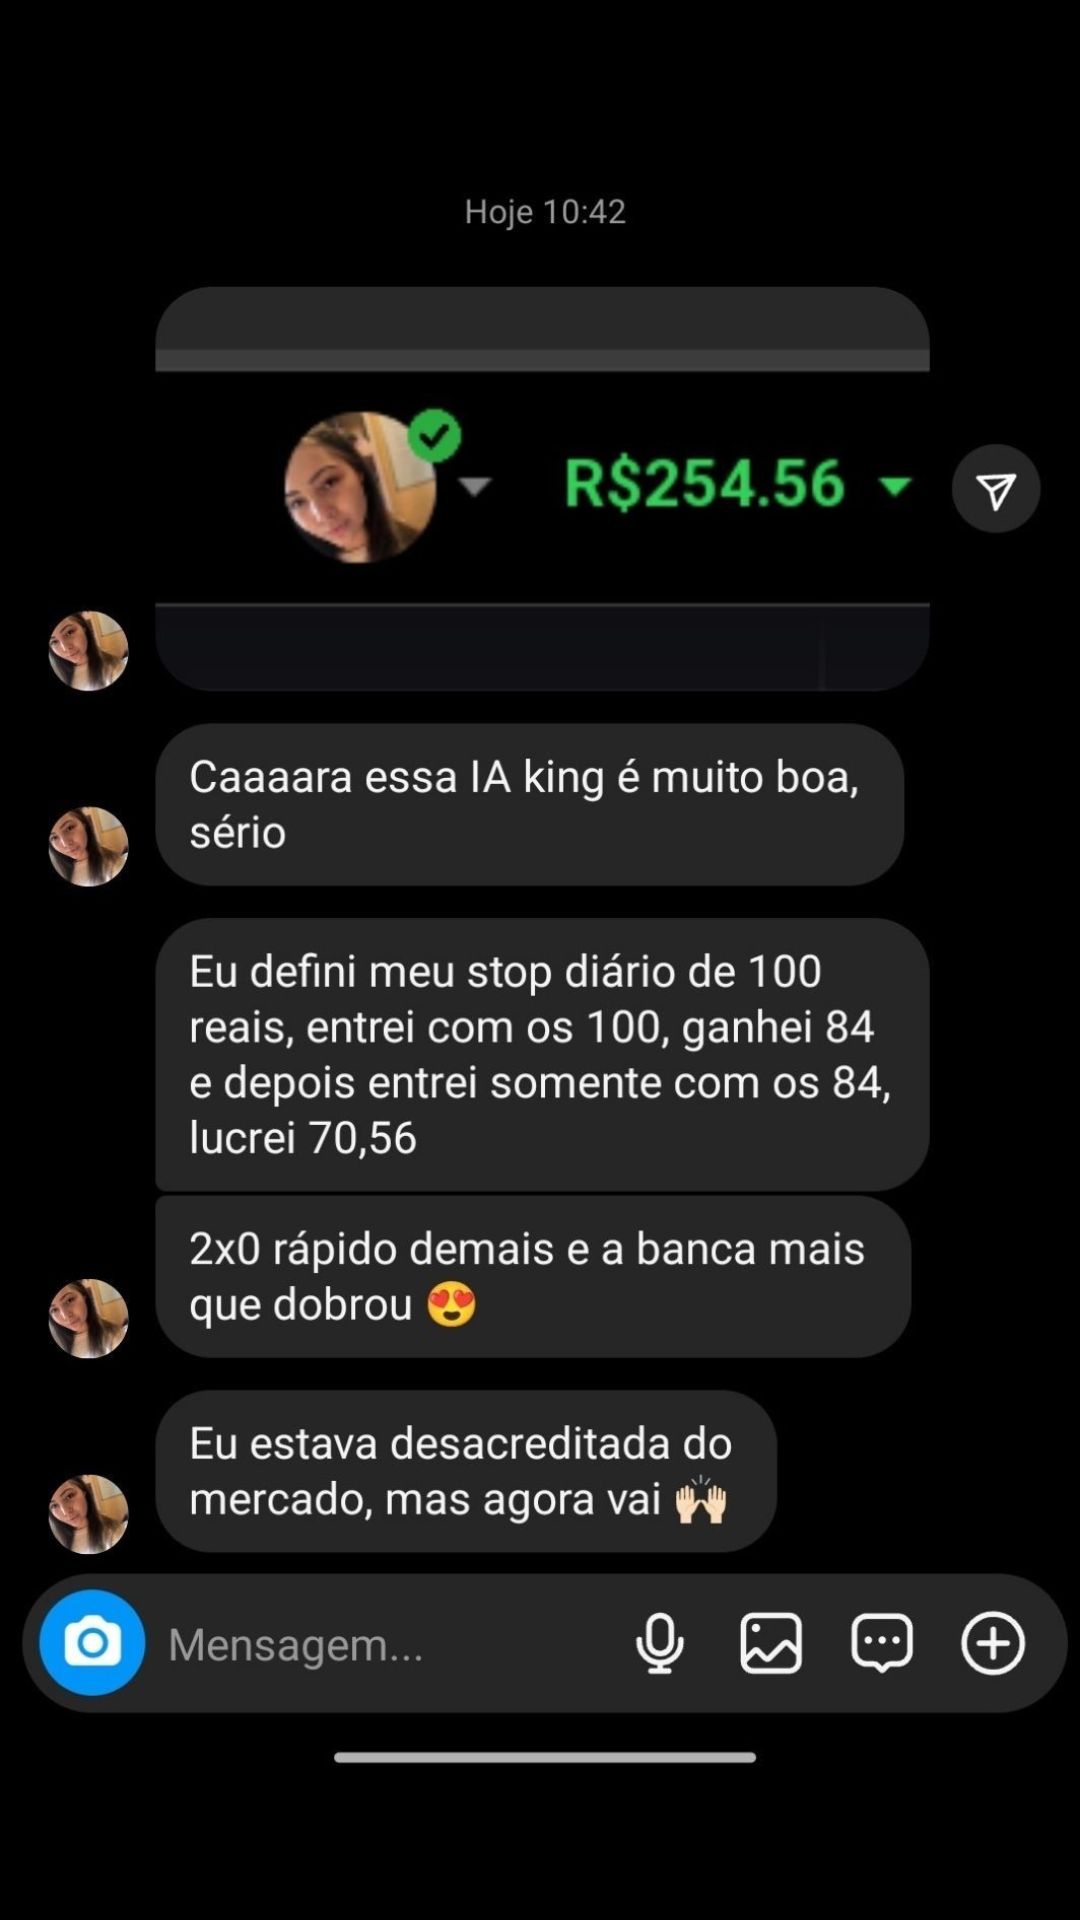 Hoje 10:42
R$254.56
Caaaara essa IA king é muito boa,
sério
Eu defini meu stop diário de 100
reais, entrei com os 100, ganhei 84
e depois entrei somente com os 84,
lucrei 70,56
2x0 rápido demais e a banca mais
que dobrou 😍
Eu estava desacreditada do
mercado, mas agora vai 🙌🏻
Mensagem...